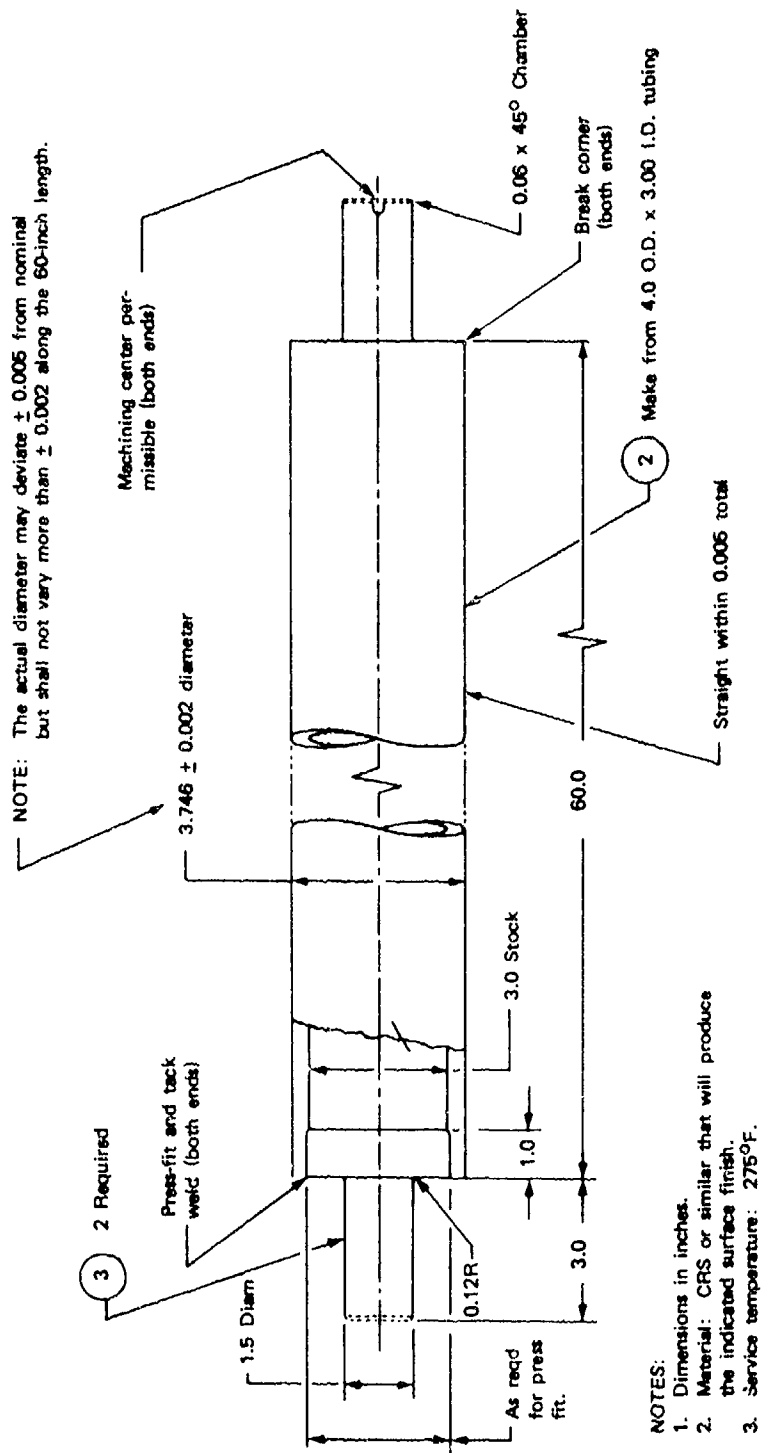 NOTE: The actual diameter may deviate ± 0.005 from nominal
but shall not vary more than ± 0.002 along the 60-inch length.
3.746 ± 0.002 diameter
Machining center per-
missible (both ends)
3 2 Required
Press-fit and tack
weld (both ends)
1.5 Diam
0.12R
As reqd
for press
fit.
3.0
1.0
3.0 Stock
60.0
0.06 x 45° Chamber
Break corner
(both ends)
2 Make from 4.0 O.D. x 3.00 I.D. tubing
Straight within 0.005 total
NOTES:
1. Dimensions in inches.
2. Material: CRS or similar that will produce
the indicated surface finish.
3. Service temperature: 275°F.